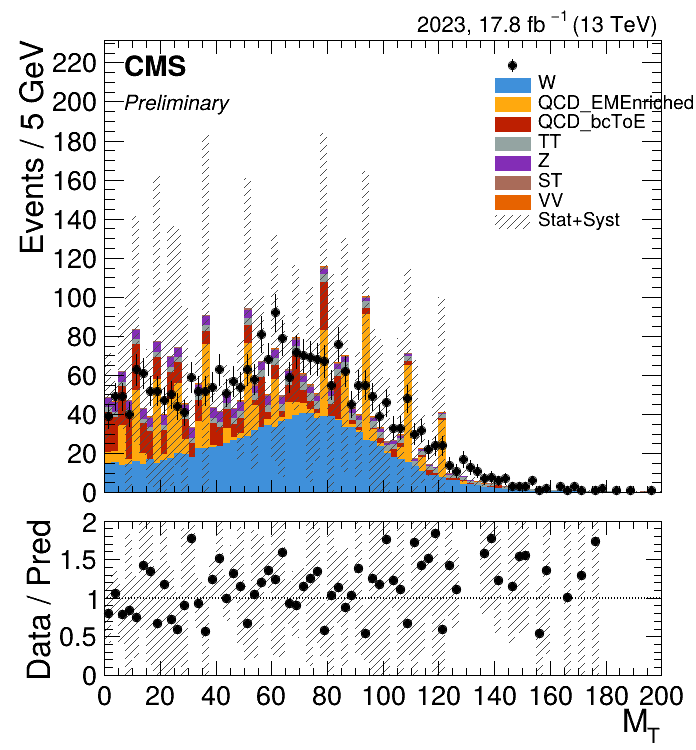 2023, 17.8 fb⁻¹ (13 TeV)
Events / 5 GeV
CMS
Preliminary
W
QCD_EMEnriched
QCD_bcToE
TT
Z
ST
VV
Stat+Syst
220
200
180
160
140
120
100
80
60
40
20
0
Data / Pred
2
1.5
1
0.5
0
0 20 40 60 80 100 120 140 160 180 200
M_T